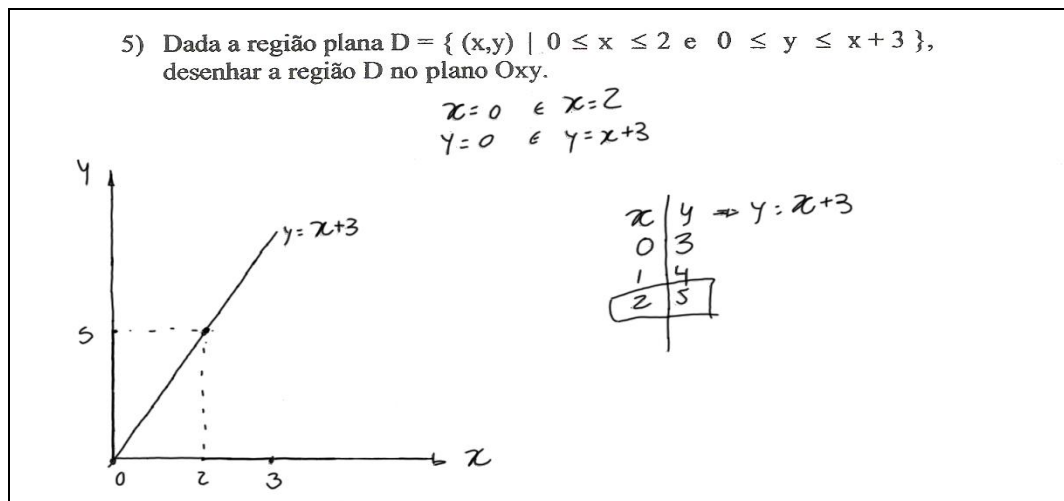 5) Dada a região plana D = { (x,y) | 0 ≤ x ≤ 2 e 0 ≤ y ≤ x + 3 },
desenhar a região D no plano Oxy.
x = 0 e x = 2
y = 0 e y = x+3
y
x | y ⇒ y = x+3
0 | 3
1 | 4
2 | 5
y = x+3
5
x
0 2 3